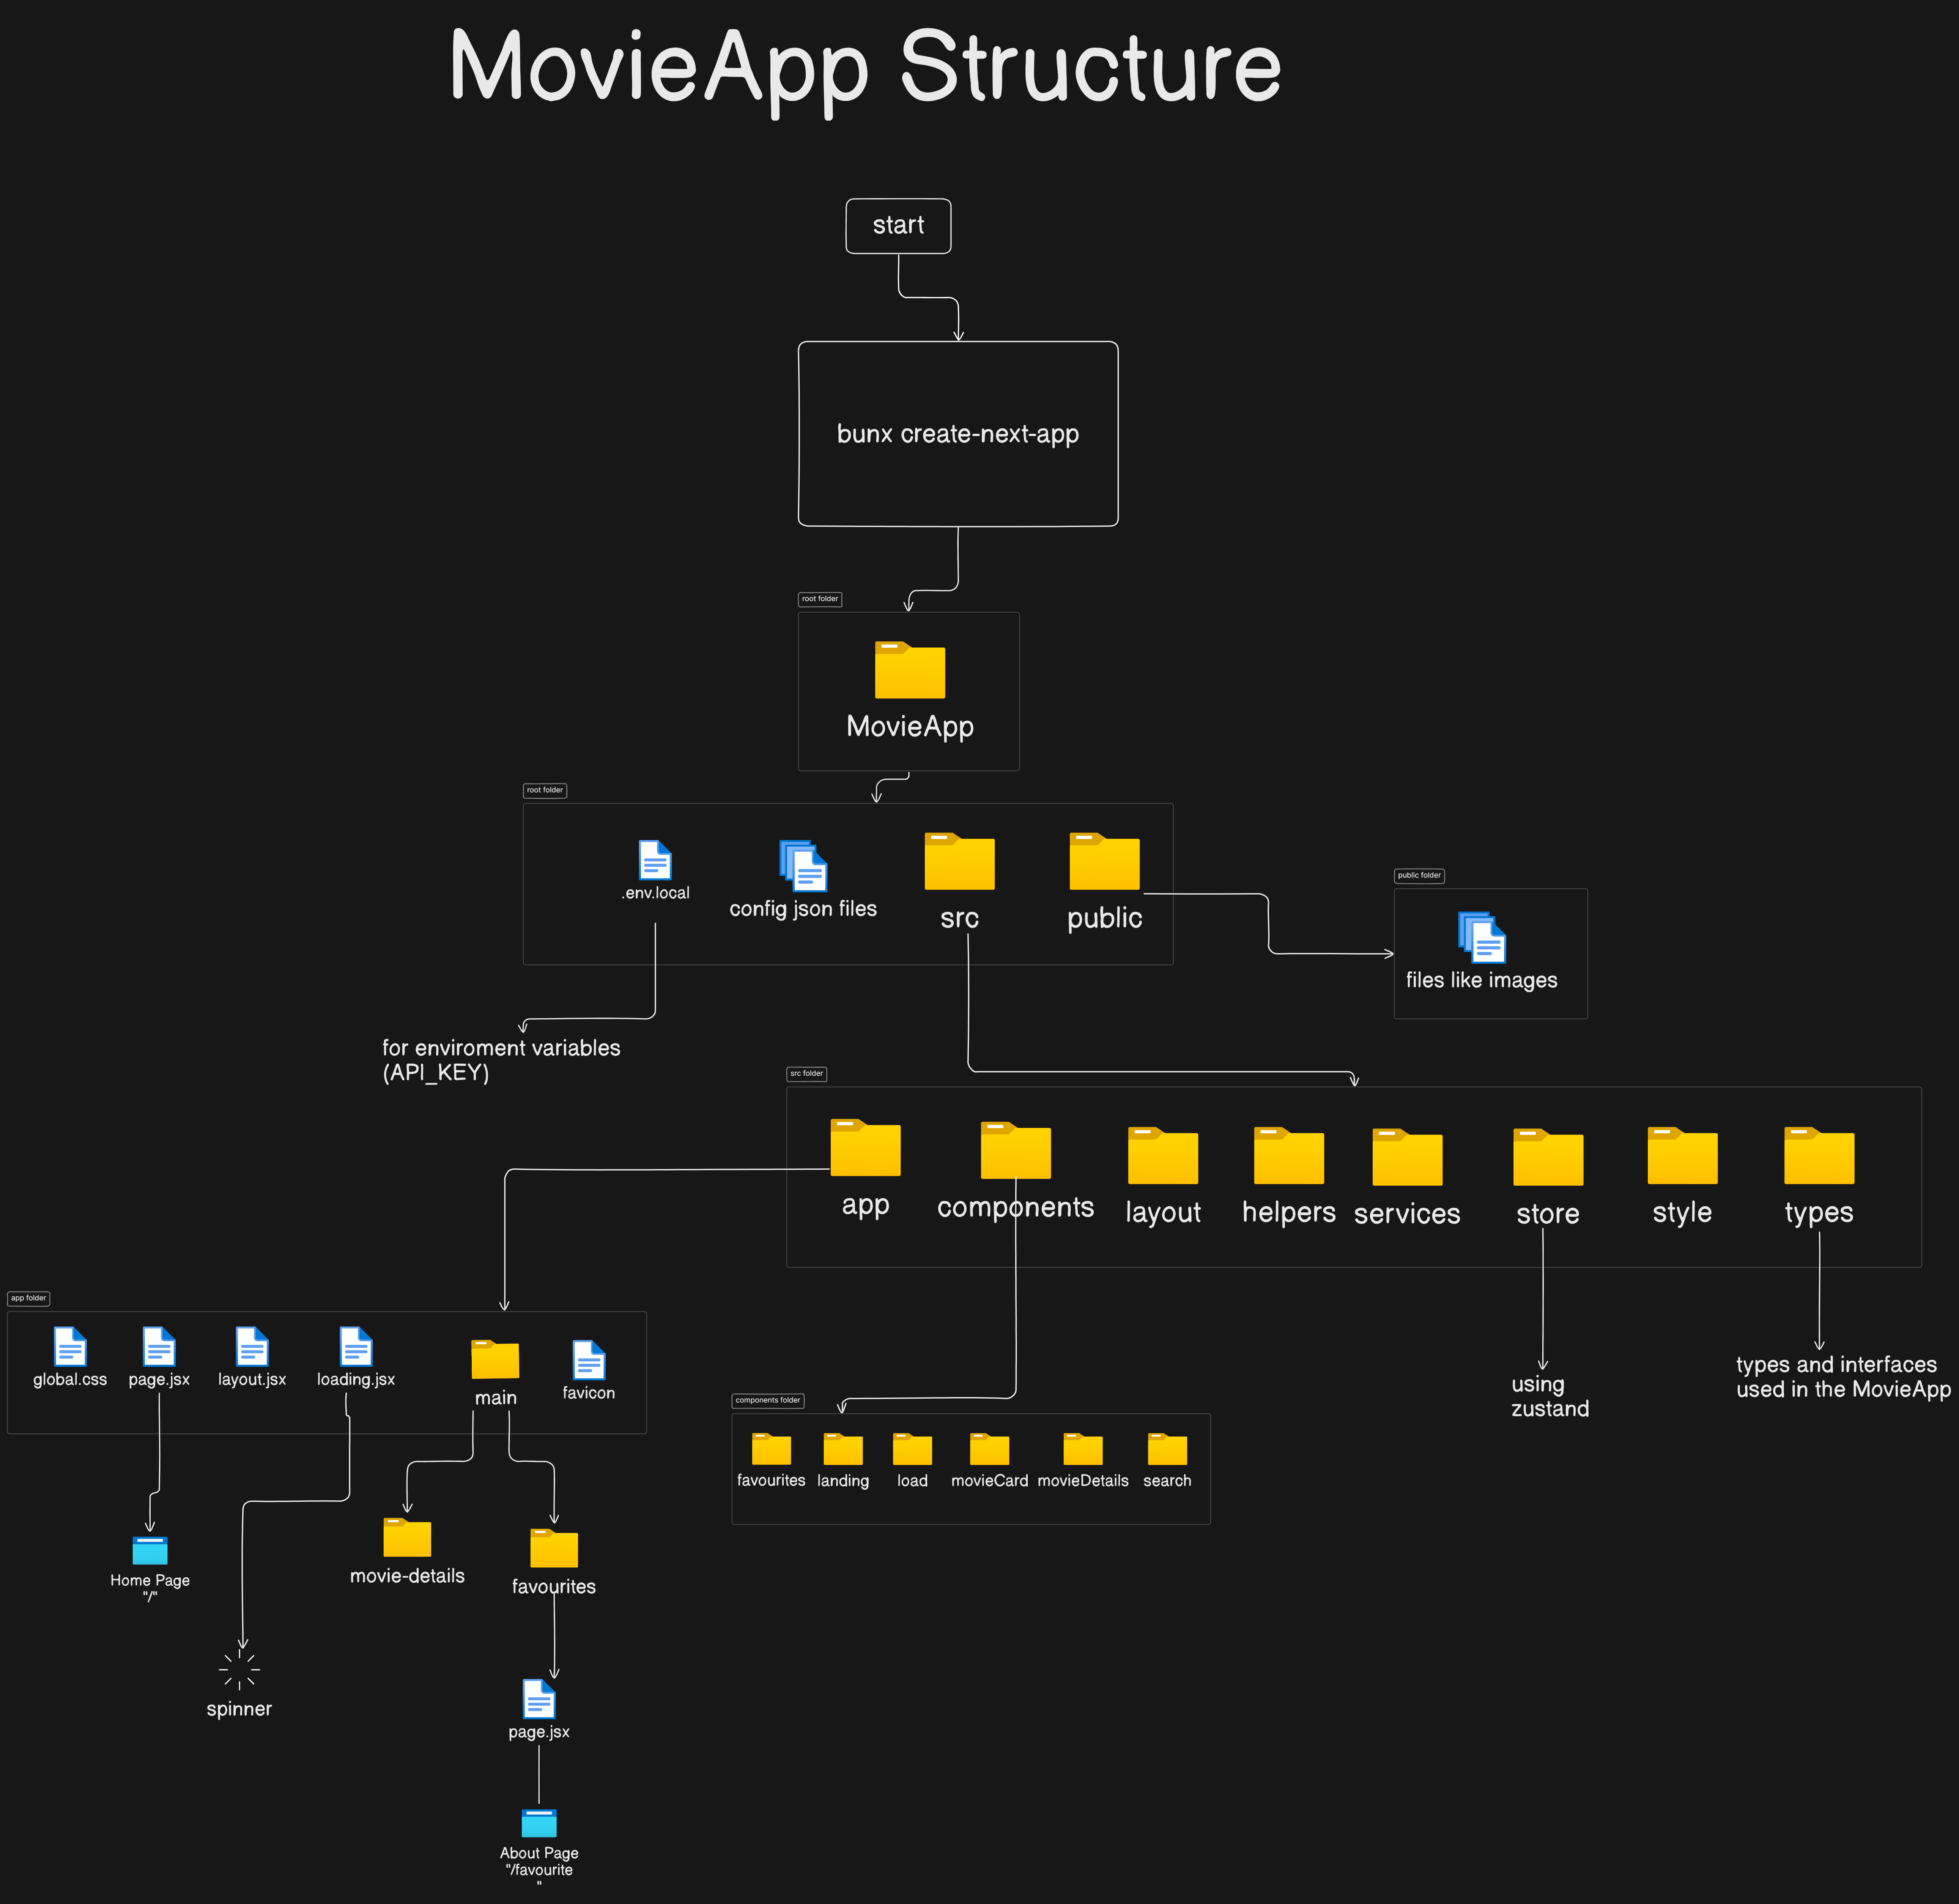 MovieApp Structure
start
bunx create-next-app
root folder
MovieApp
root folder
.env.local
config json files
src
public
public folder
files like images
for enviroment variables
(API_KEY)
src folder
app
components
layout
helpers
services
store
style
types
app folder
global.css
page.jsx
layout.jsx
loading.jsx
main
favicon
using
zustand
types and interfaces
used in the MovieApp
components folder
favourites
landing
load
movieCard
movieDetails
search
Home Page
"/"
movie-details
favourites
spinner
page.jsx
About Page
"/favourite
"